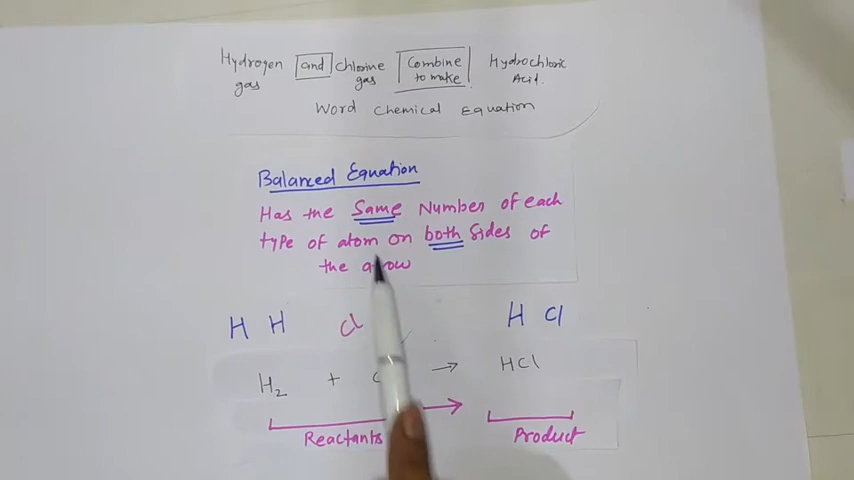 Hydrogen and chlorine Combine Hydrochloric
gas gas to make Acid.
Word Chemical Equation
Balanced Equation
Has the Same Number of each
type of atom on both sides of
the arrow
H H Cl H Cl
H₂ + → HCl
Reactants Product